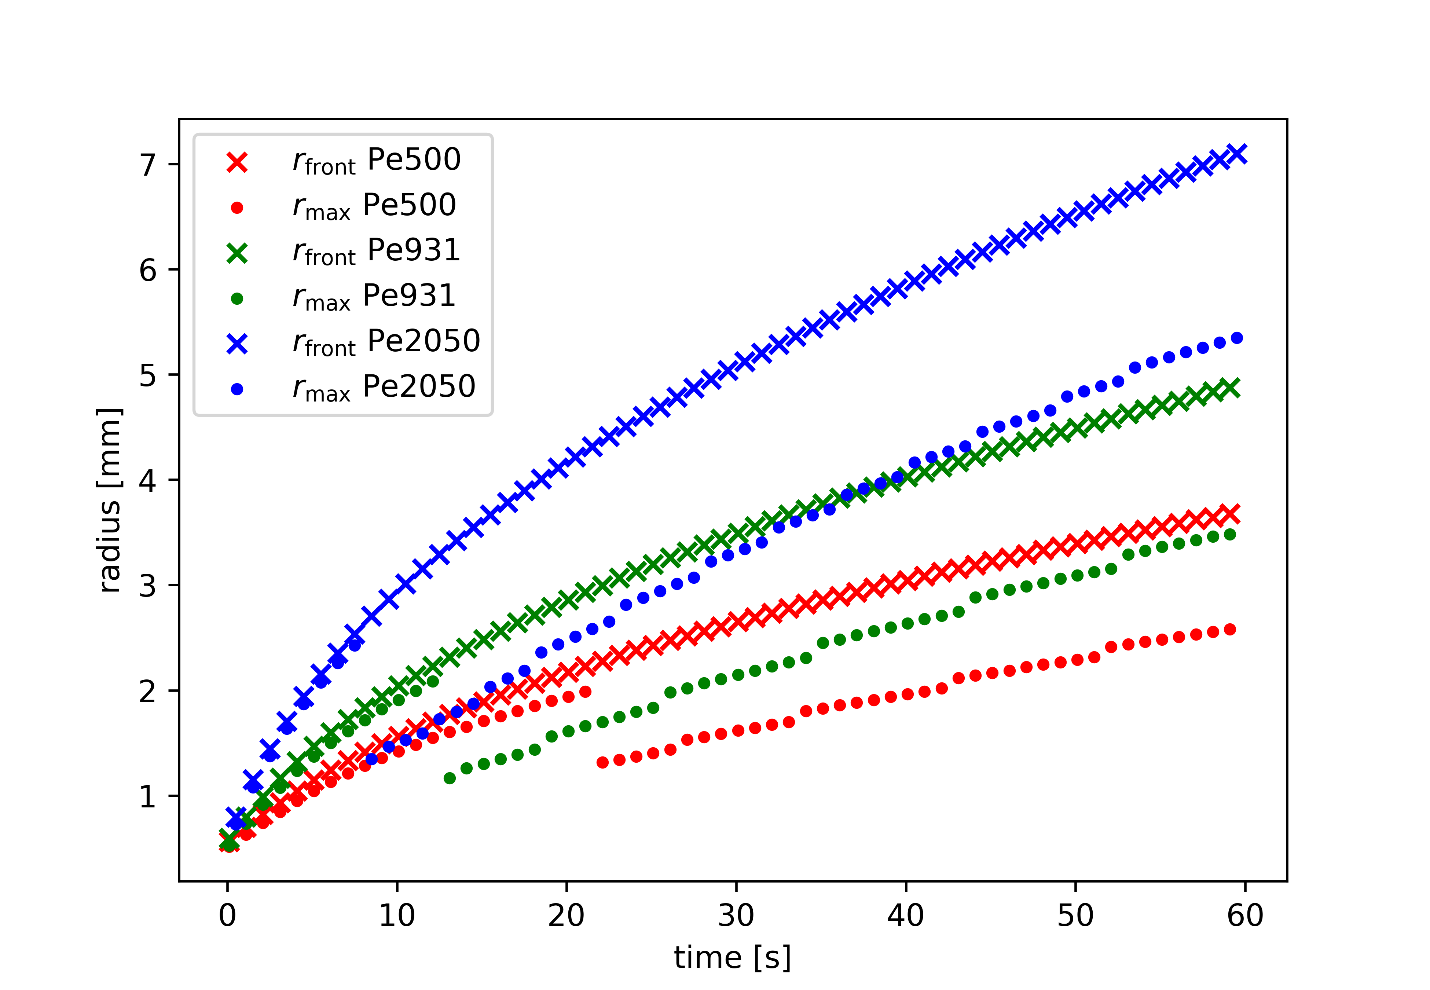 r_front Pe500
r_max Pe500
r_front Pe931
r_max Pe931
r_front Pe2050
r_max Pe2050
7
6
5
4
3
2
1
radius [mm]
0 10 20 30 40 50 60
time [s]